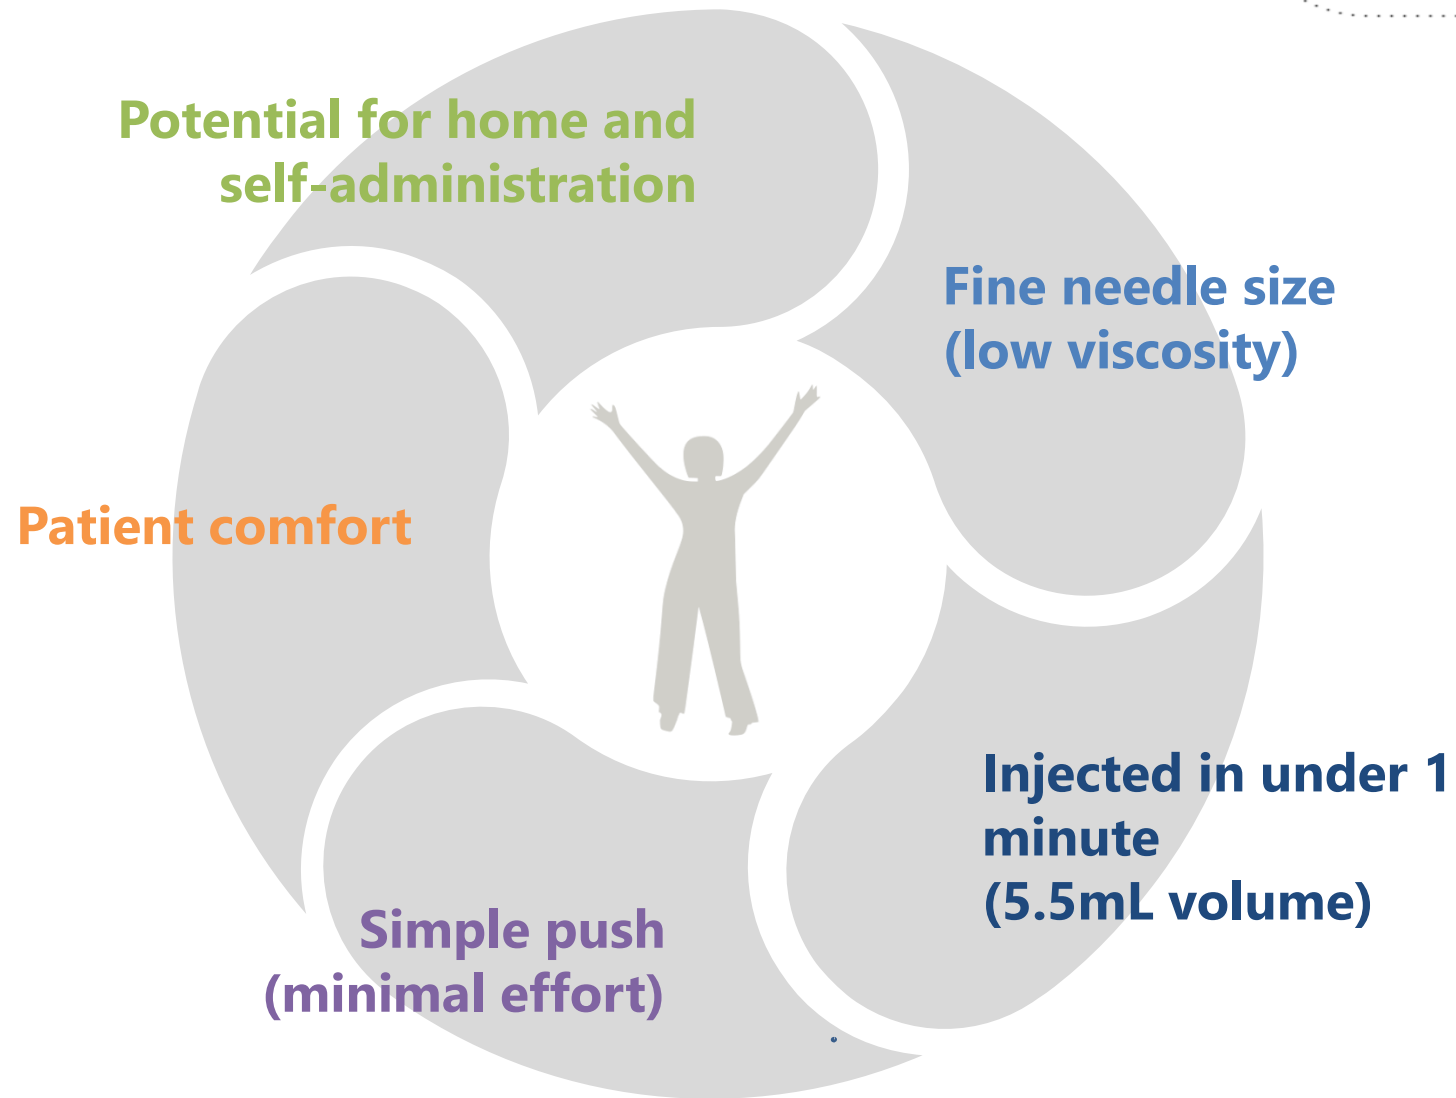 Potential for home and
self-administration
Fine needle size
(low viscosity)
Patient comfort
Injected in under 1
minute
(5.5mL volume)
Simple push
(minimal effort)